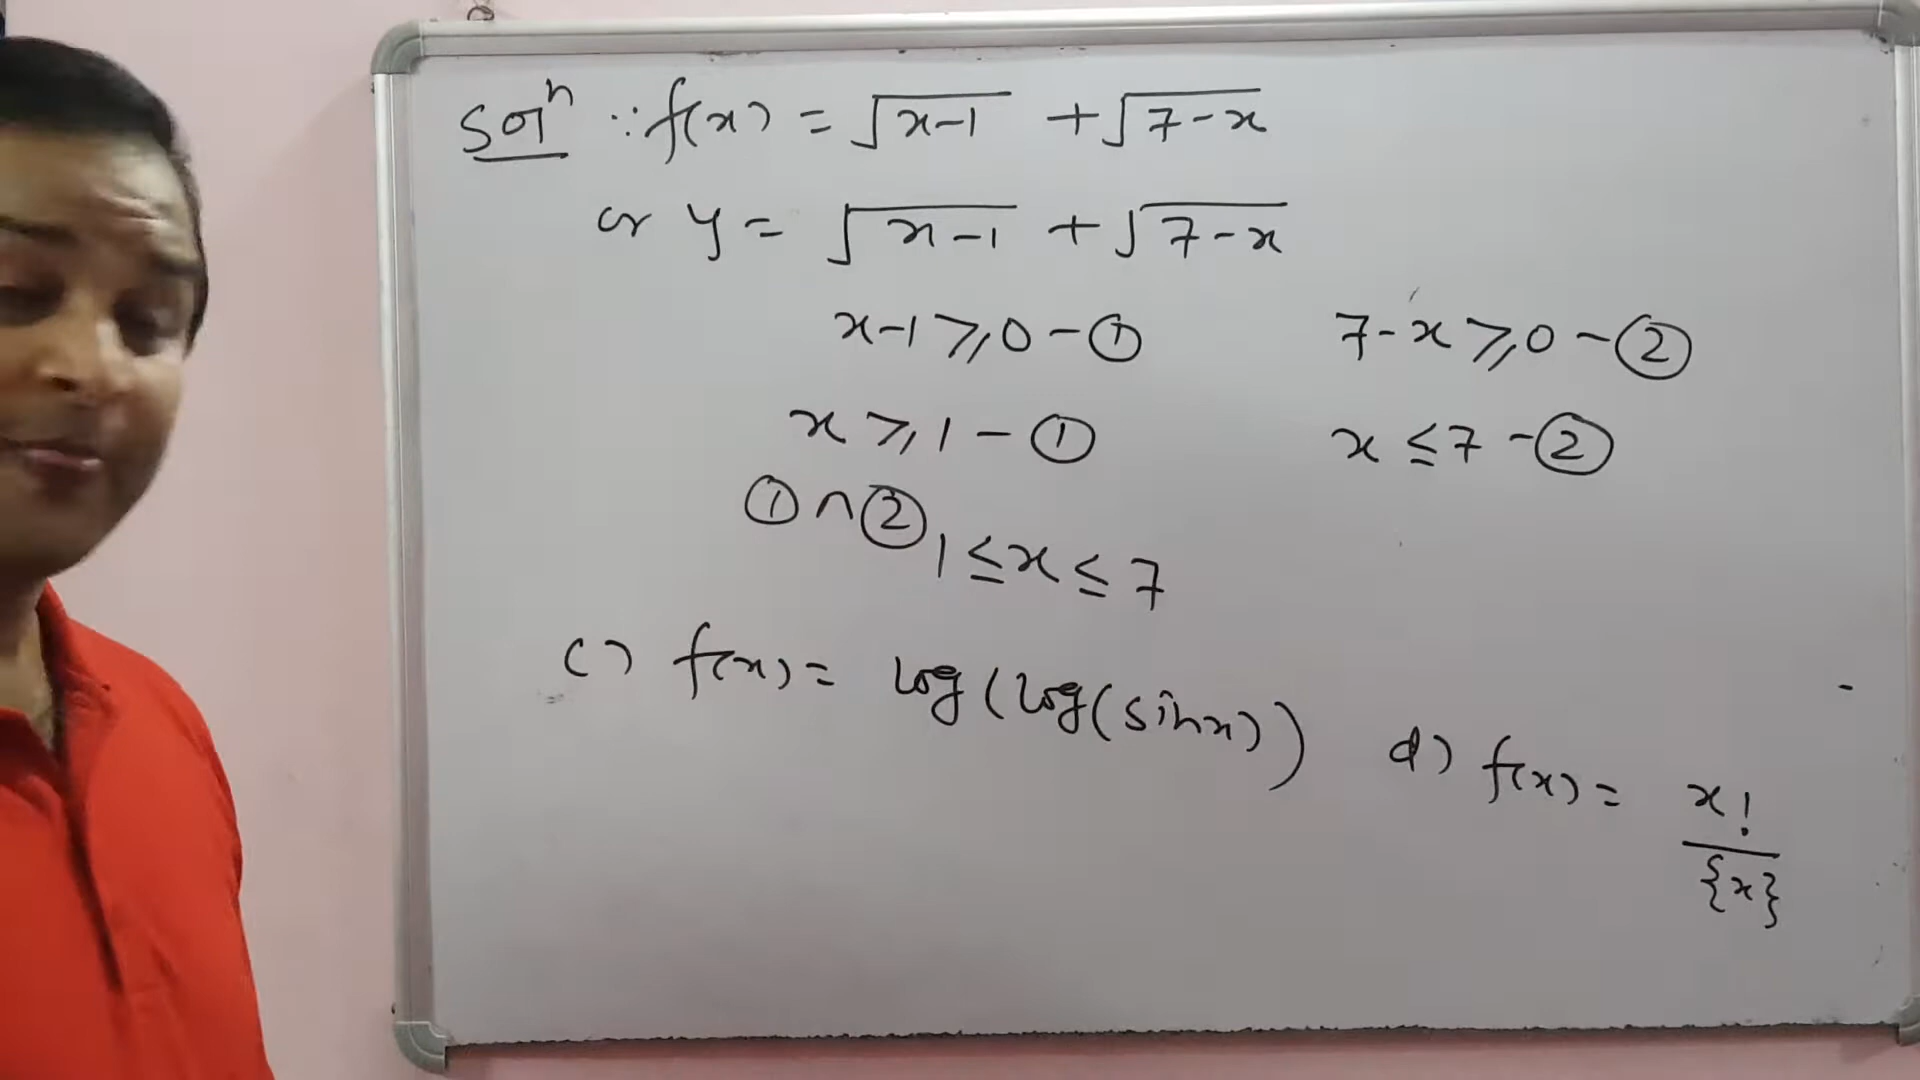 Solⁿ ∵ f(x) = √(x-1) + √(7-x)
or y = √(x-1) + √(7-x)
x-1 ≥ 0 - ① 7-x ≥ 0 - ②
x ≥ 1 - ① x ≤ 7 - ②
① ∩ ②
1 ≤ x ≤ 7
c) f(x) = log(log(sinx))
d) f(x) = x!/{x}